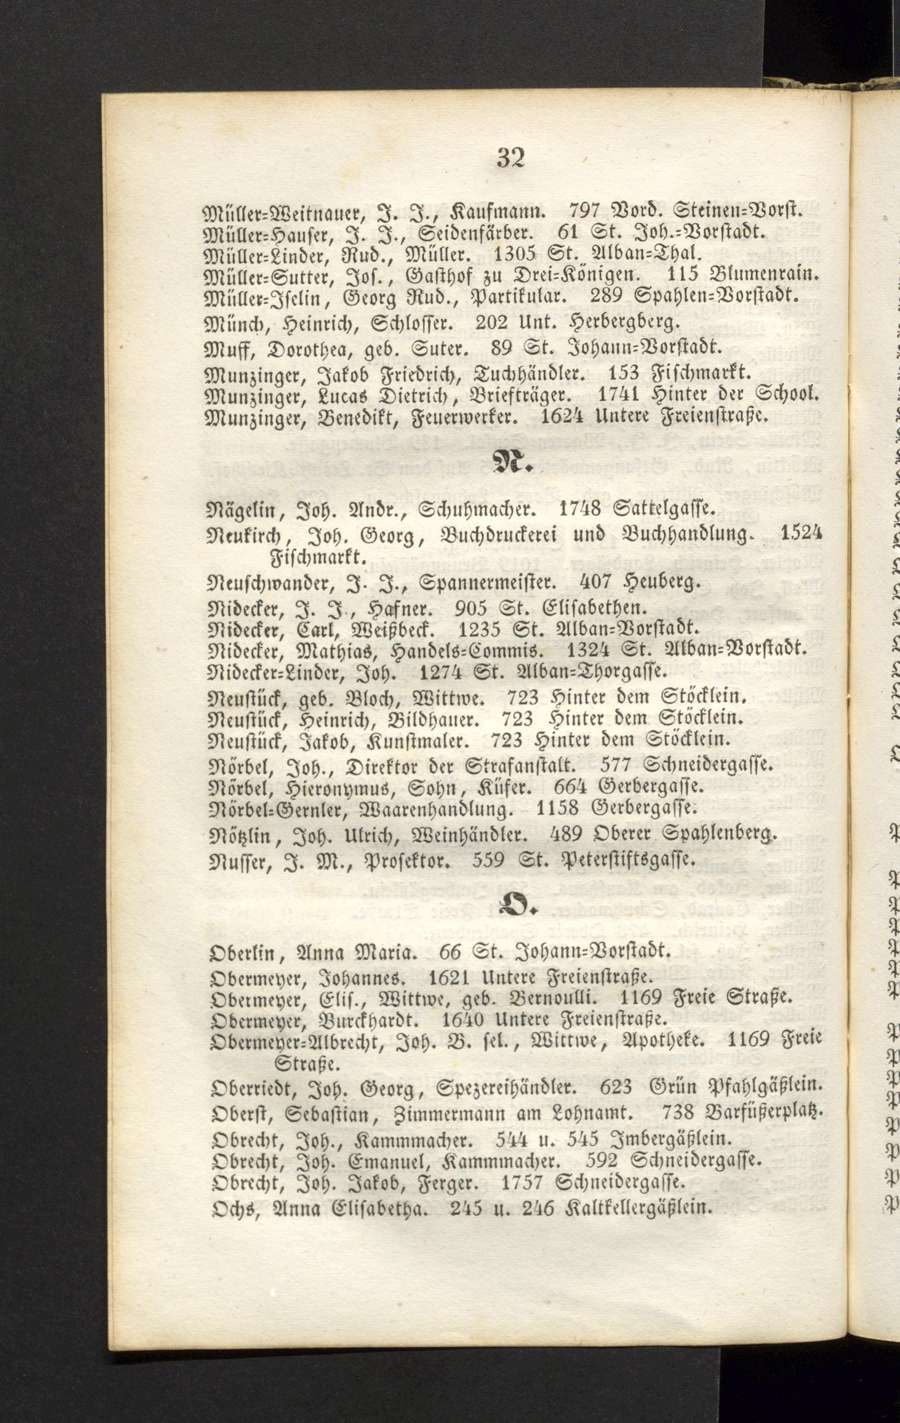 32
Müller-Weitnauer, J. J., Kaufmann. 797 Vord. Steinen-Vorst.
Müller-Hauser, J. J., Seidenfärber. 61 St. Joh.-Vorstadt.
Müller-Linder, Rud., Müller. 1305 St. Alban-Thal.
Müller-Sutter, Jos., Gasthof zu Drei-Königen. 115 Blumenrain.
Müller-Iselin, Georg Rud., Partikular. 289 Spahlen-Vorstadt.
Münch, Heinrich, Schlosser. 202 Unt. Herbergberg.
Muff, Dorothea, geb. Suter. 89 St. Johann-Vorstadt.
Munzinger, Jakob Friedrich, Tuchhändler. 153 Fischmarkt.
Munzinger, Lucas Dietrich, Briefträger. 1741 Hinter der School.
Munzinger, Benedikt, Feuerwerker. 1624 Untere Freienstraße.
N.
Nägelin, Joh. Andr., Schuhmacher. 1748 Sattelgasse.
Neukirch, Joh. Georg, Buchdruckerei und Buchhandlung. 1524
Fischmarkt.
Neuschwander, J. J., Spannermeister. 407 Heuberg.
Nidecker, J. J., Hafner. 905 St. Elisabethen.
Nidecker, Carl, Weißbeck. 1235 St. Alban-Vorstadt.
Nidecker, Mathias, Handels-Commis. 1324 St. Alban-Vorstadt.
Nidecker-Linder, Joh. 1274 St. Alban-Thorgasse.
Neustück, geb. Bloch, Wittwe. 723 Hinter dem Stöcklein.
Neustück, Heinrich, Bildhauer. 723 Hinter dem Stöcklein.
Neustück, Jakob, Kunstmaler. 723 Hinter dem Stöcklein.
Nörbel, Joh., Direktor der Strafanstalt. 577 Schneidergasse.
Nörbel, Hieronymus, Sohn, Küfer. 664 Gerbergasse.
Nörbel-Gernler, Waarenhandlung. 1158 Gerbergasse.
Nötzlin, Joh. Ulrich, Weinhändler. 489 Oberer Spahlenberg.
Nusser, J. M., Prosektor. 559 St. Peterstiftsgasse.
O.
Oberlin, Anna Maria. 66 St. Johann-Vorstadt.
Obermeyer, Johannes. 1621 Untere Freienstraße.
Obermeyer, Elis., Wittwe, geb. Bernoulli. 1169 Freie Straße.
Obermeyer, Burckhardt. 1640 Untere Freienstraße.
Obermeyer-Albrecht, Joh. B. sel., Wittwe, Apotheke. 1169 Freie
Straße.
Oberriedt, Joh. Georg, Spezereihändler. 623 Grün Pfahlgäßlein.
Oberst, Sebastian, Zimmermann am Lohnamt. 738 Barfüßerplatz.
Obrecht, Joh., Kammmacher. 544 u. 545 Imbergäßlein.
Obrecht, Joh. Emanuel, Kammmacher. 592 Schneidergasse.
Obrecht, Joh. Jakob, Ferger. 1757 Schneidergasse.
Ochs, Anna Elisabetha. 245 u. 246 Kaltkellergäßlein.